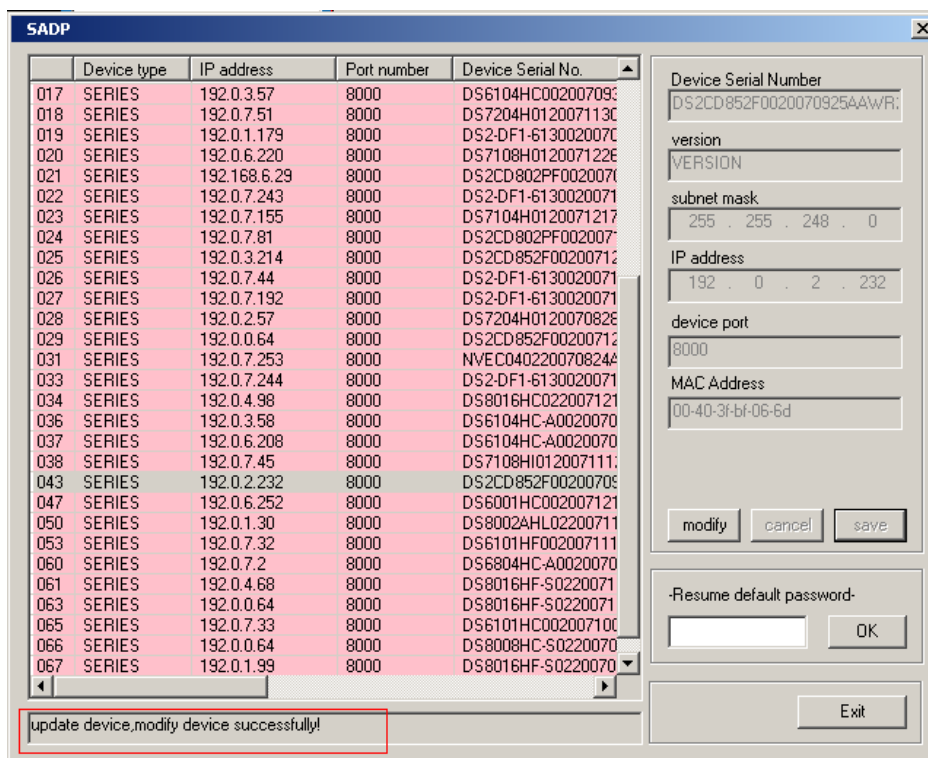 SADP
Device type IP address Port number Device Serial No.
017 SERIES 192.0.3.57 8000 DS6104HC002007093
018 SERIES 192.0.7.51 8000 DS7204H0120071130
019 SERIES 192.0.1.179 8000 DS2-DF1-6130020070
020 SERIES 192.0.6.220 8000 DS7108H0120071226
021 SERIES 192.168.6.29 8000 DS2CD802PF0020070
022 SERIES 192.0.7.243 8000 DS2-DF1-6130020071
023 SERIES 192.0.7.155 8000 DS7104H0120071217
024 SERIES 192.0.7.81 8000 DS2CD802PF002007
025 SERIES 192.0.3.214 8000 DS2CD852F00200712
026 SERIES 192.0.7.44 8000 DS2-DF1-6130020071
027 SERIES 192.0.7.192 8000 DS2-DF1-6130020071
028 SERIES 192.0.2.57 8000 DS7204H0120070828
029 SERIES 192.0.0.64 8000 DS2CD852F00200712
031 SERIES 192.0.7.253 8000 NVEC040220070824A
033 SERIES 192.0.7.244 8000 DS2-DF1-6130020071
034 SERIES 192.0.4.98 8000 DS8016HC022007121
036 SERIES 192.0.3.58 8000 DS6104HC-A0020070
037 SERIES 192.0.6.208 8000 DS6104HC-A0020070
038 SERIES 192.0.7.45 8000 DS7108HI012007111
043 SERIES 192.0.2.232 8000 DS2CD852F00200709
047 SERIES 192.0.6.252 8000 DS6001HC002007121
050 SERIES 192.0.1.30 8000 DS8002AHL02200711
053 SERIES 192.0.7.32 8000 DS6101HF002007111
060 SERIES 192.0.7.2 8000 DS6804HC-A0020070
061 SERIES 192.0.4.68 8000 DS8016HF-S0220071
063 SERIES 192.0.0.64 8000 DS8016HF-S0220071
065 SERIES 192.0.7.33 8000 DS6101HC002007100
066 SERIES 192.0.0.64 8000 DS8008HC-S0220070
067 SERIES 192.0.1.99 8000 DS8016HF-S0220070
update device,modify device successfully!
Device Serial Number
DS2CD852F0020070925AAWR
version
VERSION
subnet mask
255 . 255 . 248 . 0
IP address
192 . 0 . 2 . 232
device port
8000
MAC Address
00-40-3f-bf-06-6d
modify cancel save
-Resume default password-
OK
Exit